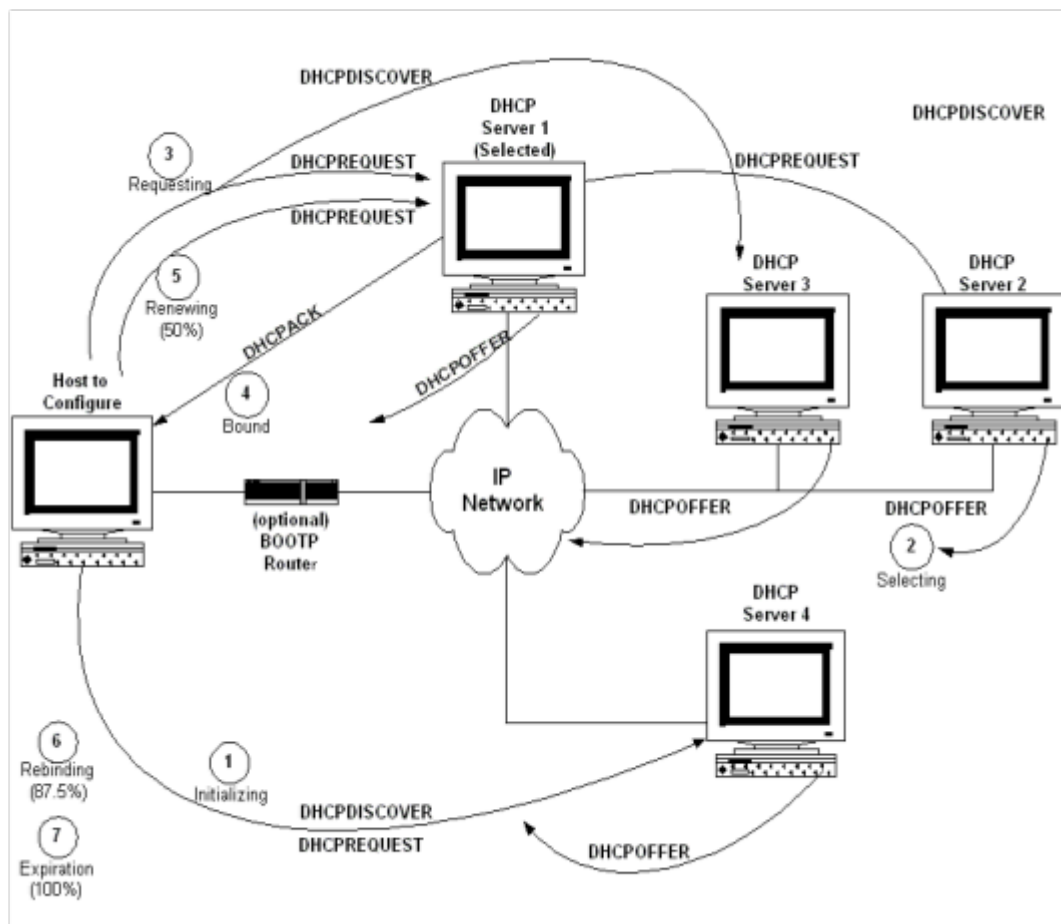 DHCPDISCOVER
DHCP
Server 1
(Selected)
DHCPDISCOVER
3
Requesting
DHCPREQUEST
DHCPREQUEST
DHCPREQUEST
5
Renewing
(50%)
DHCP
Server 3
DHCP
Server 2
DHCPACK
DHCPOFFER
Host to
Configure
4
Bound
IP
Network
(optional)
BOOTP
Router
DHCPOFFER
DHCPOFFER
2
Selecting
DHCP
Server 4
6
Rebinding
(87.5%)
1
Initializing
DHCPDISCOVER
DHCPREQUEST
7
Expiration
(100%)
DHCPOFFER